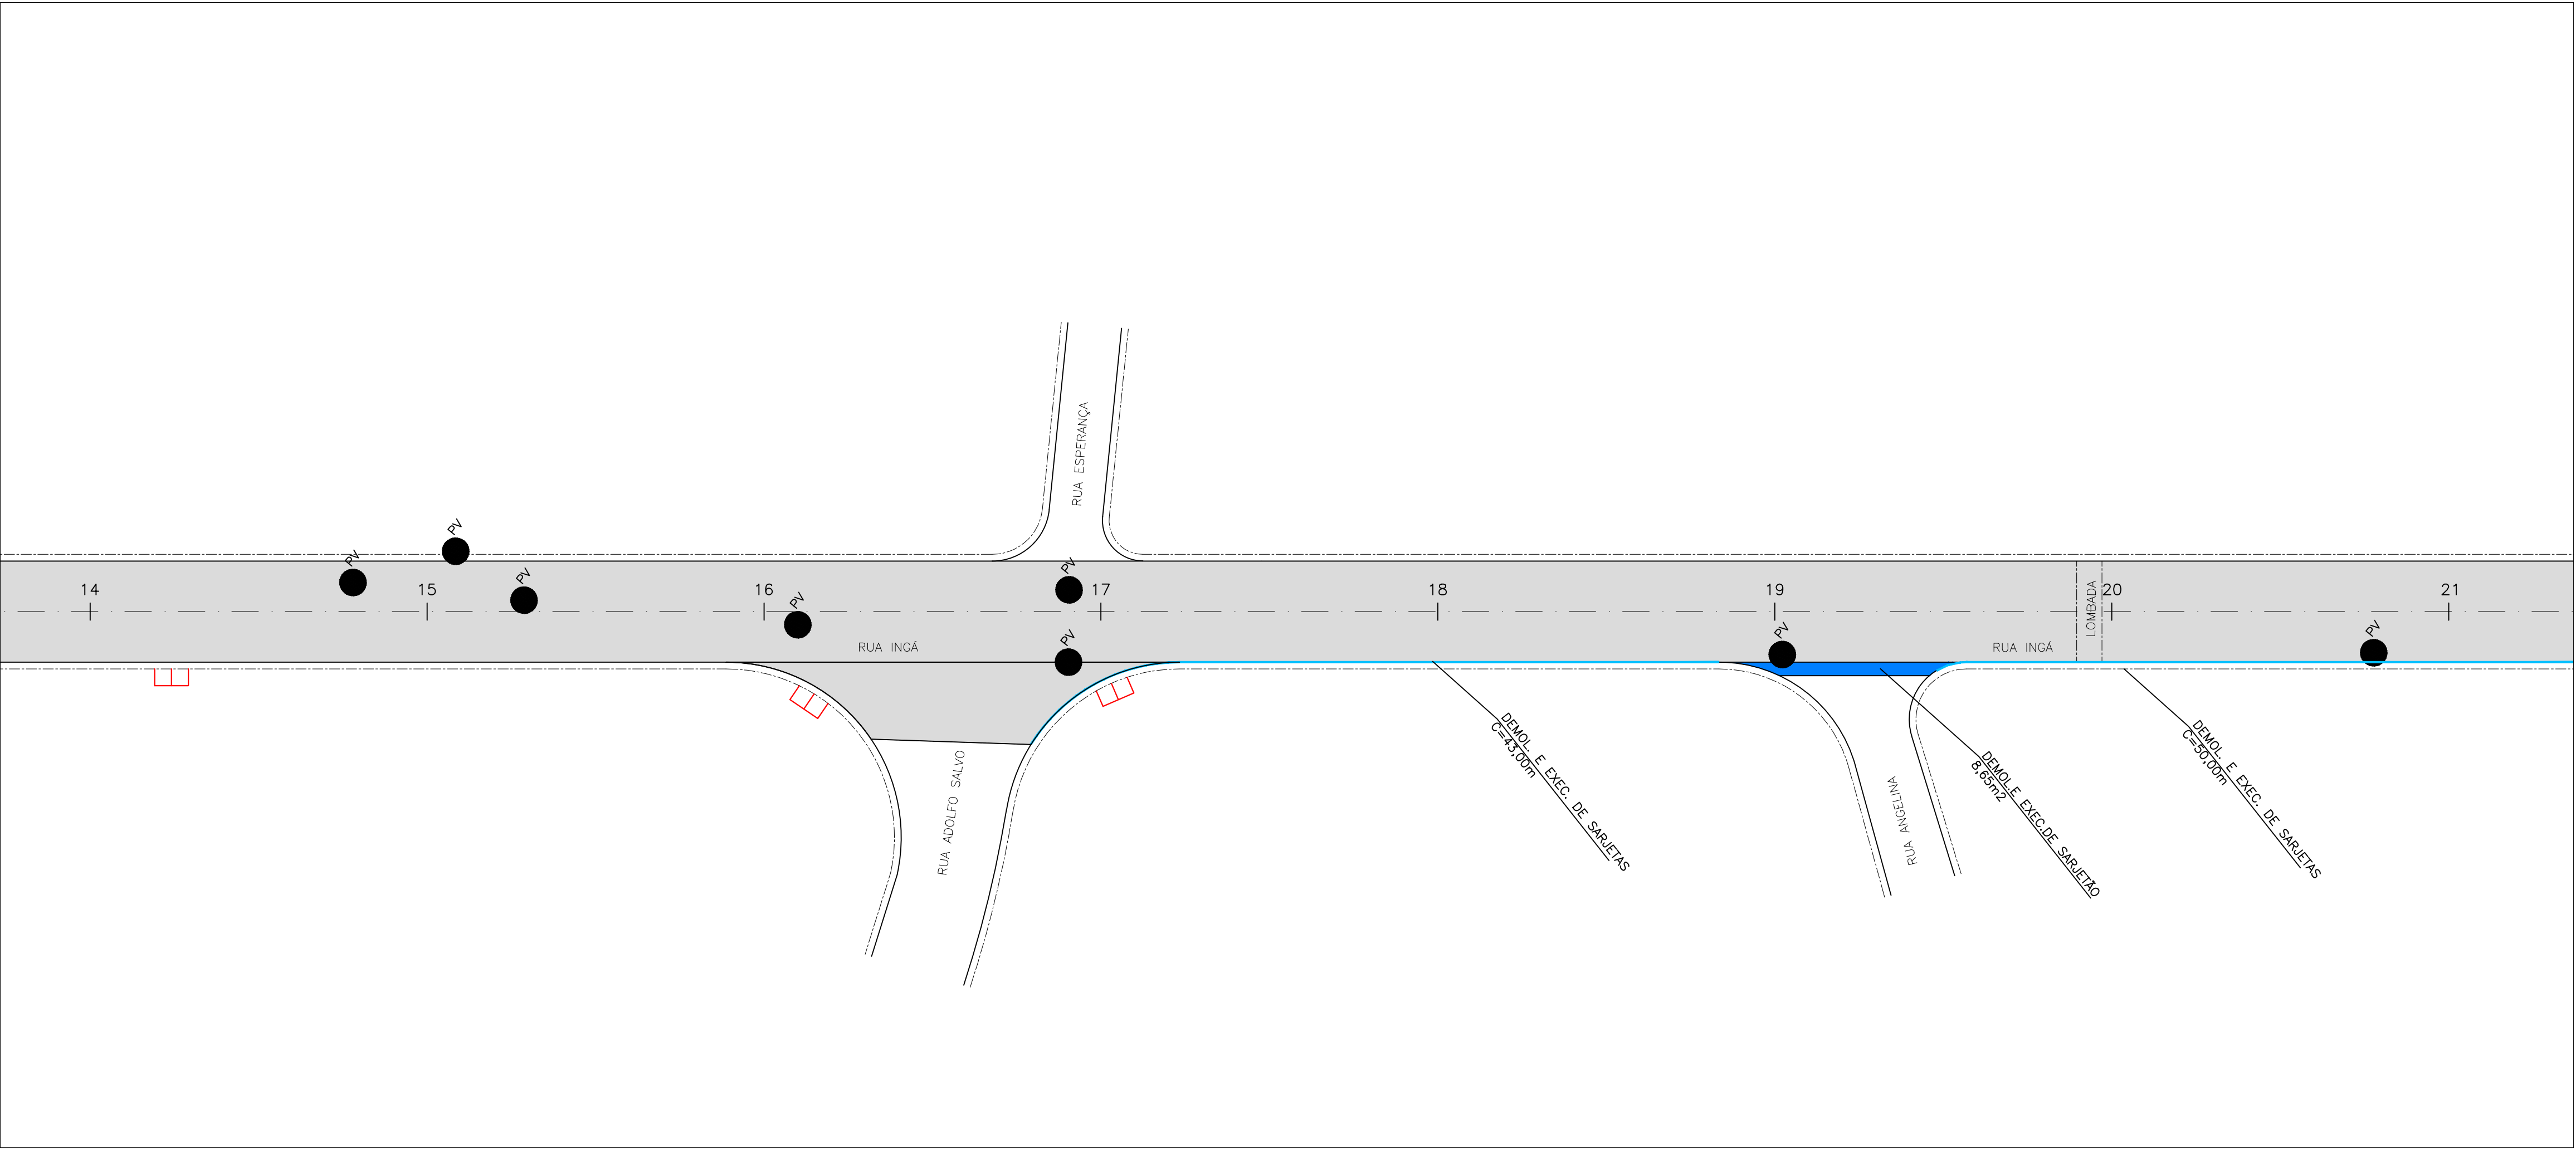 RUA ESPERANÇA
PV
PV
PV
PV
PV
PV
PV
PV
14
15
16
17
18
19
20
21
LOMBADA
RUA INGÁ
RUA INGÁ
RUA ADOLFO SALVO
RUA ANGELINA
DEMOL. E EXEC. DE SARJETAS
C=43,00m
DEMOL.E EXEC.DE SARJETÃO
8,65m2
DEMOL. E EXEC. DE SARJETAS
C=50,00m